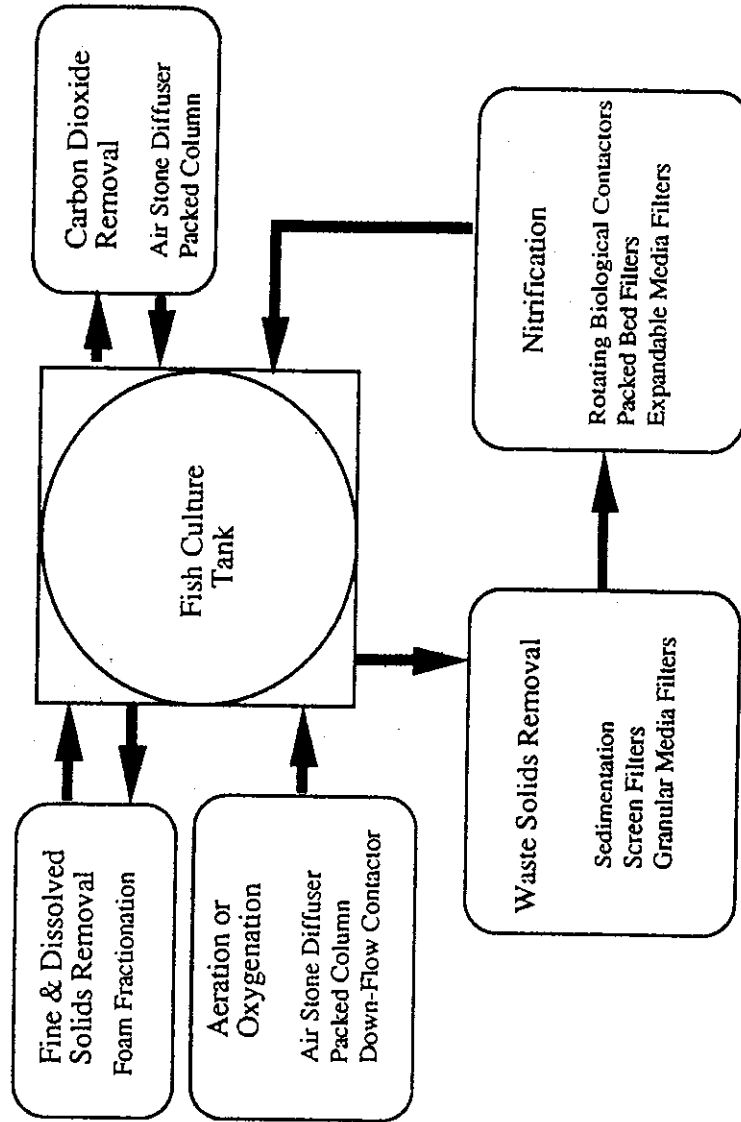 Fine & Dissolved
Solids Removal
Foam Fractionation
Aeration or
Oxygenation
Air Stone Diffuser
Packed Column
Down-Flow Contactor
Fish Culture
Tank
Carbon Dioxide
Removal
Air Stone Diffuser
Packed Column
Waste Solids Removal
Sedimentation
Screen Filters
Granular Media Filters
Nitrification
Rotating Biological Contactors
Packed Bed Filters
Expandable Media Filters